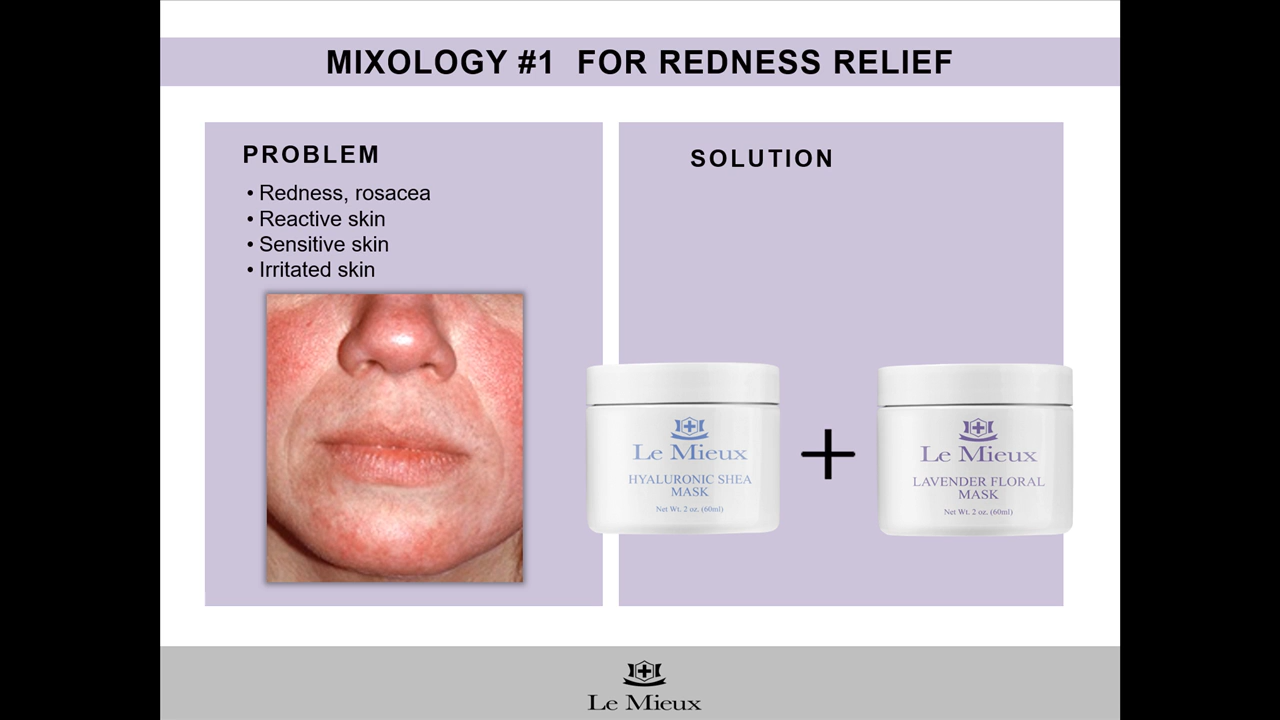 MIXOLOGY #1 FOR REDNESS RELIEF
PROBLEM
• Redness, rosacea
• Reactive skin
• Sensitive skin
• Irritated skin
SOLUTION
Le Mieux
HYALURONIC SHEA
MASK
Net Wt. 2 oz. (60ml)
+
Le Mieux
LAVENDER FLORAL
MASK
Net Wt. 2 oz. (60ml)
Le Mieux